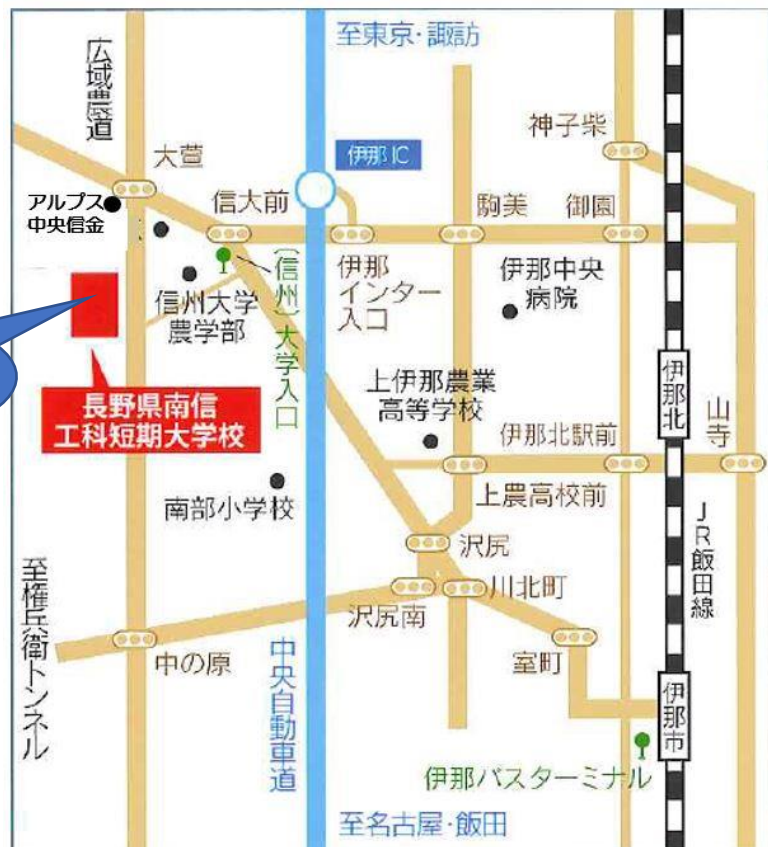 至東京・諏訪
広域農道
神子柴
大萱
伊那IC
アルプス
中央信金
信大前
駒美
御園
伊那
インター
入口
伊那中央
病院
信州大学
農学部
(信州)大学入口
上伊那農業
高等学校
伊那北
山寺
長野県南信
工科短期大学校
伊那北駅前
上農高校前
南部小学校
JR飯田線
沢尻
至権兵衛トンネル
川北町
沢尻南
中の原
室町
中央自動車道
伊那市
伊那バスターミナル
至名古屋・飯田